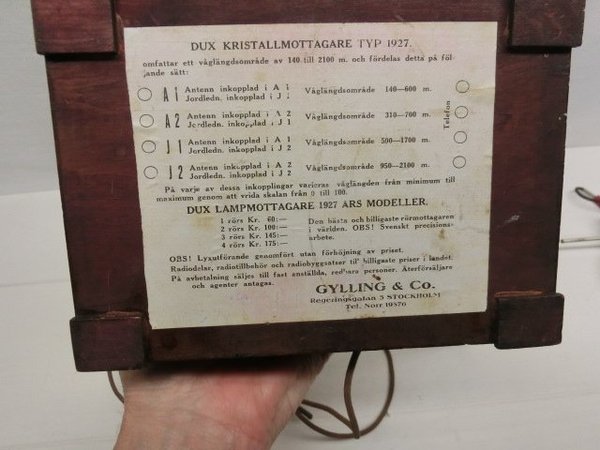 DUX KRISTALLMOTTAGARE TYP 1927.
omfattar ett våglängdsområde av 140 till 2100 m. och fördelas detta på föl-
jande sätt:
A 1 Antenn inkopplad i A 1 Våglängdsområde 140—600 m.
Jordledn. inkopplad i J 1
A 2 Antenn inkopplad i A 2 Våglängdsområde 310—700 m.
Jordledn. inkopplad i J 2
J 1 Antenn inkopplad i A 1 Våglängdsområde 500—1700 m.
Jordledn. inkopplad i J 2
J 2 Antenn inkopplad i A 2 Våglängdsområde 950—2100 m.
Jordledn. inkopplad i J 2
Telefon
På varje av dessa inkopplingar varieras våglängden från minimum till
maximum genom att vrida skalan från 0 till 100.
DUX LAMPMOTTAGARE 1927 ARS MODELLER.
1 rörs Kr. 60:—
2 rörs Kr. 100:—
3 rörs Kr. 145:—
4 rörs Kr. 175:—
Den bästa och billigaste rörmottagaren
i världen. OBS! Svenskt precisions-
arbete.
OBS! Lyxutförande genomfört utan förhöjning av priset.
Radiodelar, radiotillbehör och radiobyggsatser till billigaste priser i landet.
På avbetalning säljes till fast anställda, redbara personer. Återförsäljare
och agenter antagas.
GYLLING & Co.
Regeringsgatan 3 STOCKHOLM
Tel. Norr 19376